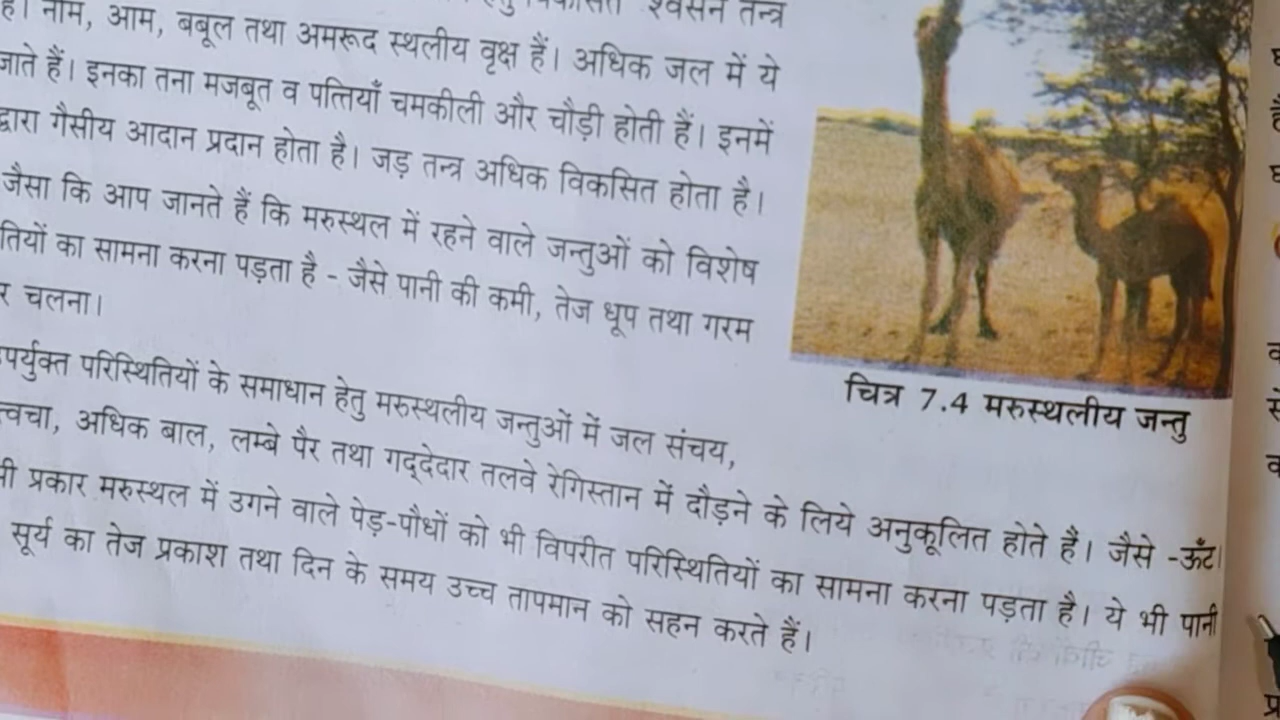 विकसित श्वसन तन्त्र
है। नीम, आम, बबूल तथा अमरूद स्थलीय वृक्ष हैं। अधिक जल में ये
जाते हैं। इनका तना मजबूत व पत्तियाँ चमकीली और चौड़ी होती हैं। इनमें
द्वारा गैसीय आदान प्रदान होता है। जड़ तन्त्र अधिक विकसित होता है।
जैसा कि आप जानते हैं कि मरुस्थल में रहने वाले जन्तुओं को विशेष
तियों का सामना करना पड़ता है - जैसे पानी की कमी, तेज धूप तथा गरम
र चलना।
चित्र 7.4 मरुस्थलीय जन्तु
पर्युक्त परिस्थितियों के समाधान हेतु मरुस्थलीय जन्तुओं में जल संचय,
त्वचा, अधिक बाल, लम्बे पैर तथा गद्देदार तलवे रेगिस्तान में दौड़ने के लिये अनुकूलित होते हैं। जैसे -ऊँट।
ी प्रकार मरुस्थल में उगने वाले पेड़-पौधों को भी विपरीत परिस्थितियों का सामना करना पड़ता है। ये भी पानी
सूर्य का तेज प्रकाश तथा दिन के समय उच्च तापमान को सहन करते हैं।